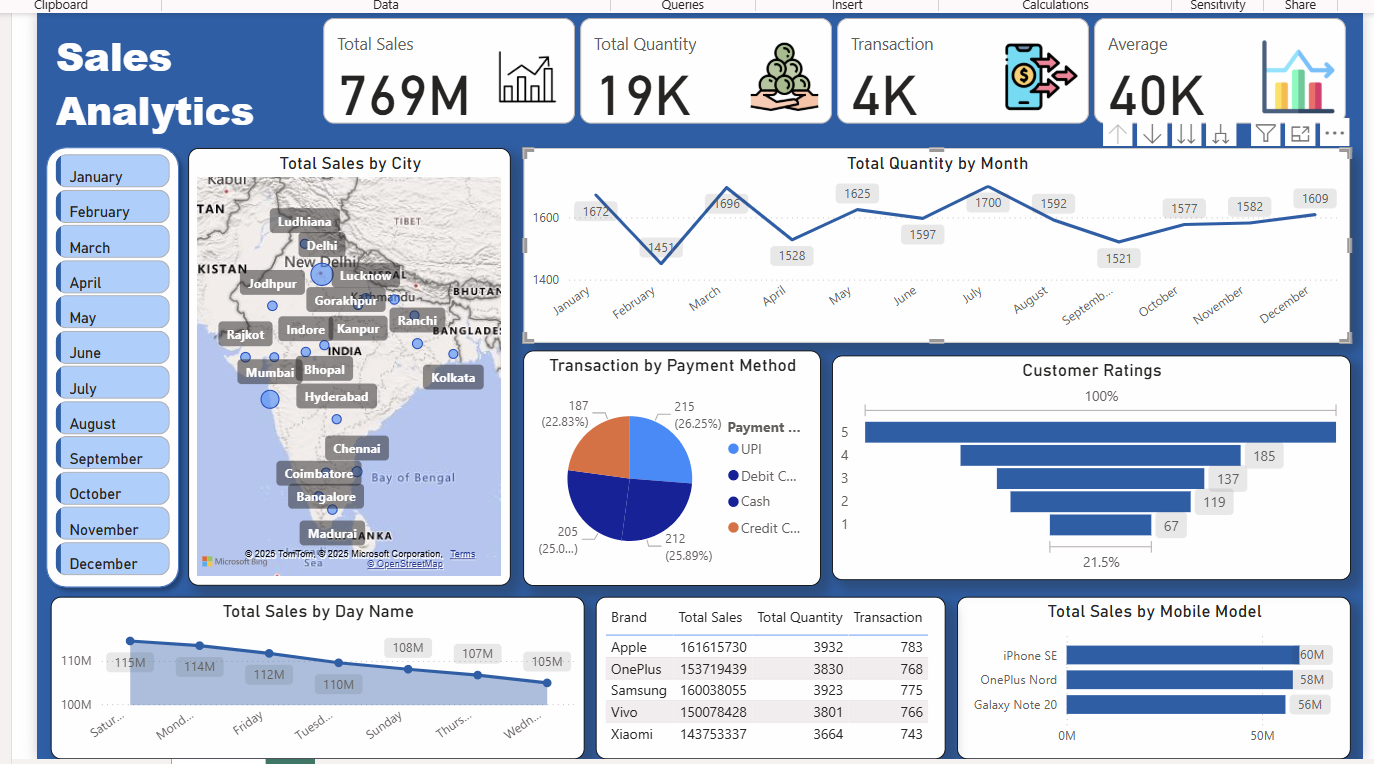 Clipboard
Data
Queries
Insert
Calculations
Sensitivity
Share
Sales
Analytics
Total Sales
769M
Total Quantity
19K
Transaction
4K
Average
40K
January
February
March
April
May
June
July
August
September
October
November
December
Total Sales by City
Kabul
TAN
TIBET
KISTAN
New Delhi
NEPAL
Kathmandu
BHUTAN
BANGLADES
INDIA
Bay of Bengal
LANKA
Sea
Ludhiana
Delhi
Lucknow
Jodhpur
Gorakhpur
Ranchi
Rajkot
Indore
Kanpur
Mumbai
Bhopal
Kolkata
Hyderabad
Chennai
Coimbatore
Bangalore
Madurai
© 2025 TomTom, © 2025 Microsoft Corporation, Terms
Microsoft Bing
© OpenStreetMap
Total Quantity by Month
1600
1400
1672
1451
1696
1528
1625
1597
1700
1592
1521
1577
1582
1609
January
February
March
April
May
June
July
August
Septemb...
October
November
December
Transaction by Payment Method
187
(22.83%)
215
(26.25%)
205
(25.0...)
212
(25.89%)
Payment ...
UPI
Debit C...
Cash
Credit C...
Customer Ratings
100%
5
4
185
3
137
2
119
1
67
21.5%
Total Sales by Day Name
110M
100M
115M
114M
112M
110M
108M
107M
105M
Satur...
Mond...
Friday
Tuesd...
Sunday
Thurs...
Wedn...
Brand Total Sales Total Quantity Transaction
Apple 161615730 3932 783
OnePlus 153719439 3830 768
Samsung 160038055 3923 775
Vivo 150078428 3801 766
Xiaomi 143753337 3664 743
Total Sales by Mobile Model
iPhone SE 60M
OnePlus Nord 58M
Galaxy Note 20 56M
0M 50M